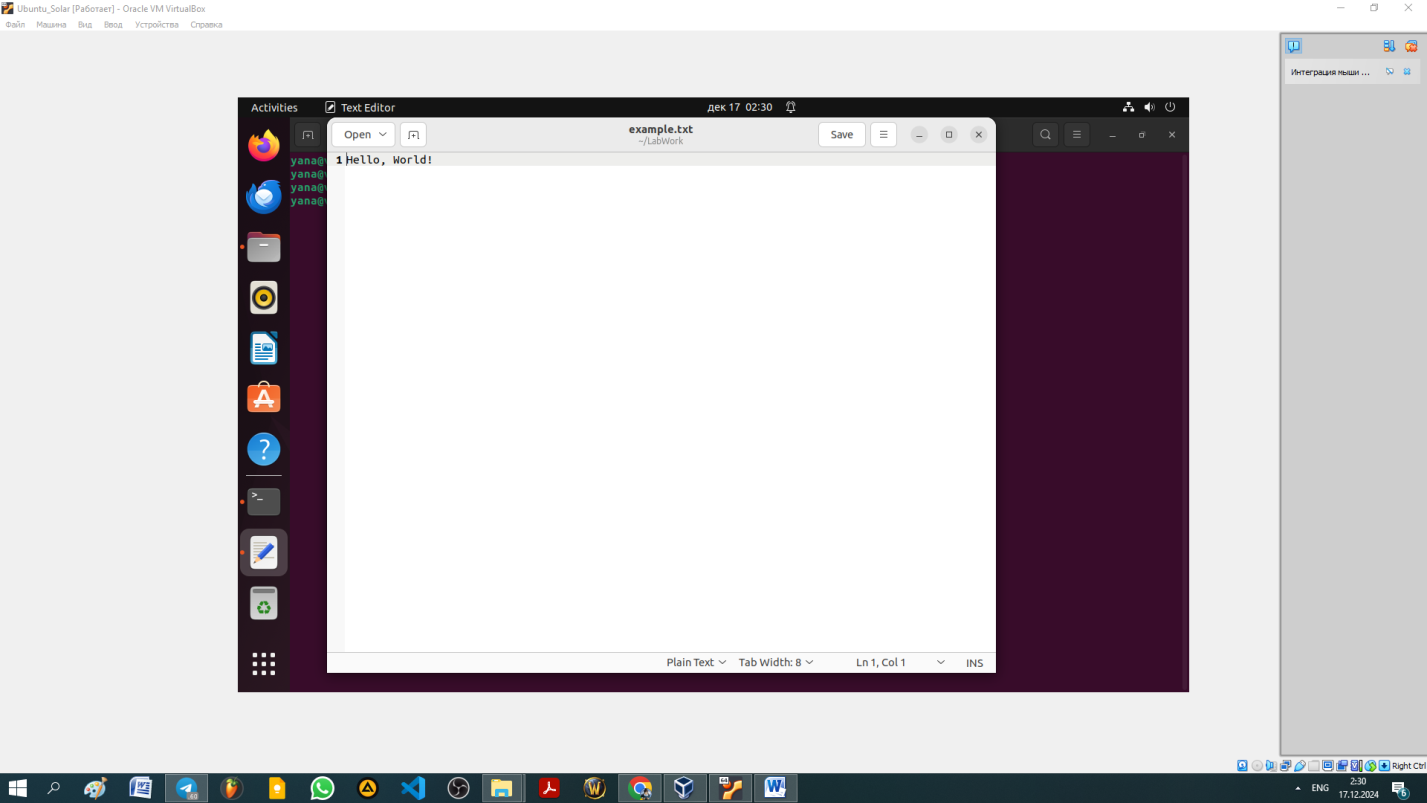 Ubuntu_Solar [Работает] - Oracle VM VirtualBox
Файл Машина Вид Ввод Устройства Справка
Интеграция мыши ...
Activities Text Editor дек 17 02:30
Open example.txt Save
~/LabWork
yana@
yana@
yana@
yana@
1 Hello, World!
Plain Text Tab Width: 8 Ln 1, Col 1 INS
Right Ctrl
ENG 2:30
17.12.2024